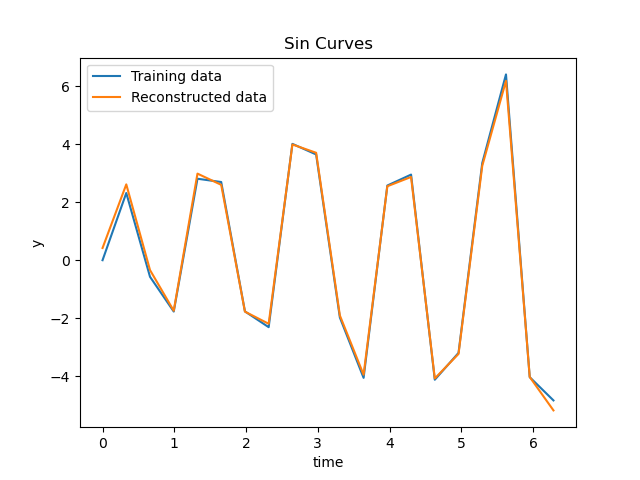 Sin Curves
Training data
Reconstructed data
y
6
4
2
0
−2
−4
0 1 2 3 4 5 6
time